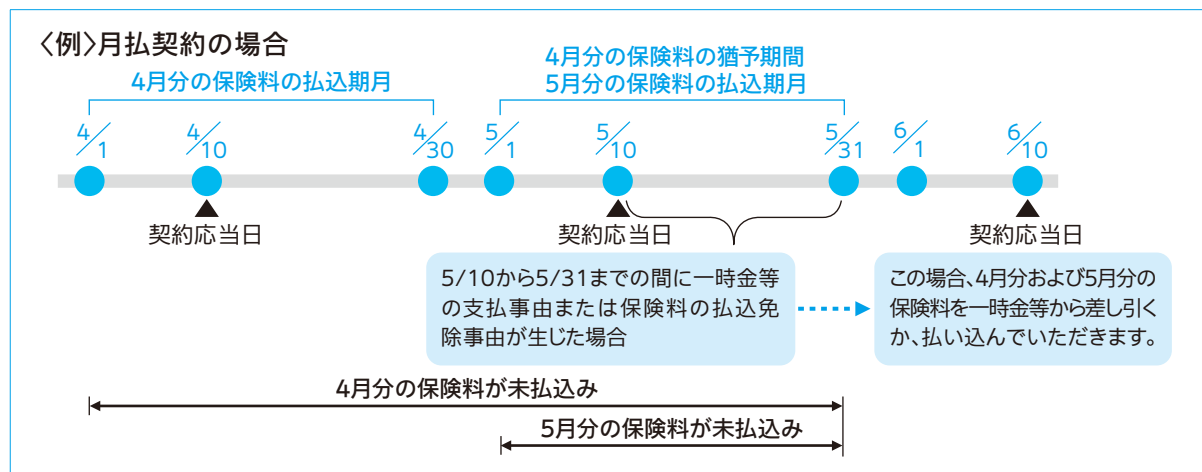 〈例〉月払契約の場合
4月分の保険料の払込期月
4月分の保険料の猶予期間
5月分の保険料の払込期月
4/1 4/10 4/30 5/1 5/10 5/31 6/1 6/10
契約応当日 契約応当日 契約応当日
5/10から5/31までの間に一時金等
の支払事由または保険料の払込免
除事由が生じた場合
この場合、4月分および5月分の
保険料を一時金等から差し引く
か、払い込んでいただきます。
4月分の保険料が未払込み
5月分の保険料が未払込み